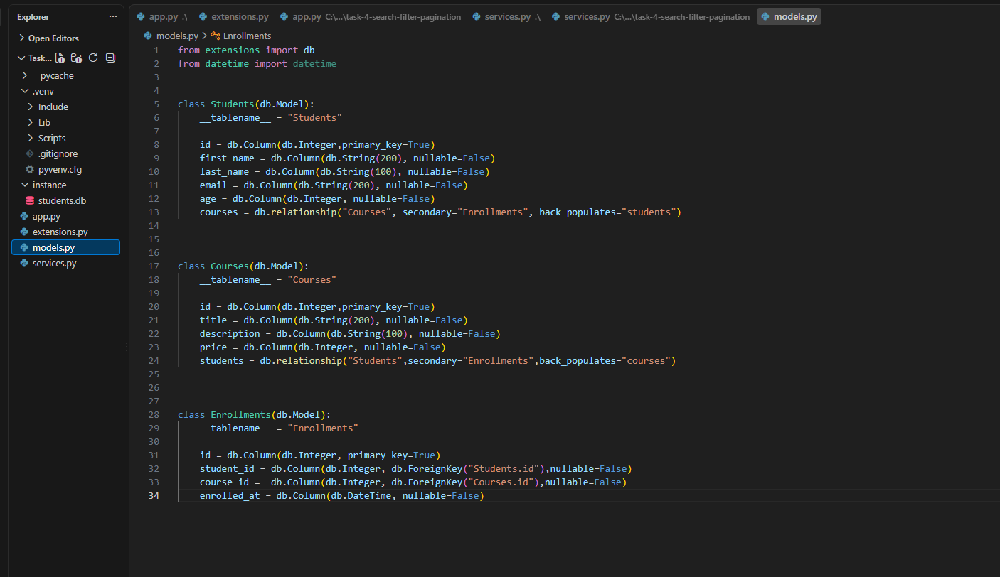 Explorer
···
Open Editors
Task...
__pycache__
.venv
Include
Lib
Scripts
.gitignore
pyvenv.cfg
instance
students.db
app.py
extensions.py
models.py
services.py
app.py .\
extensions.py
app.py C:\...\task-4-search-filter-pagination
services.py .\
services.py C:\...\task-4-search-filter-pagination
models.py
models.py > Enrollments
1 from extensions import db
2 from datetime import datetime
3
4
5 class Students(db.Model):
6     __tablename__ = "Students"
7
8     id = db.Column(db.Integer,primary_key=True)
9     first_name = db.Column(db.String(200), nullable=False)
10     last_name = db.Column(db.String(100), nullable=False)
11     email = db.Column(db.String(200), nullable=False)
12     age = db.Column(db.Integer, nullable=False)
13     courses = db.relationship("Courses", secondary="Enrollments", back_populates="students")
14
15
16
17 class Courses(db.Model):
18     __tablename__ = "Courses"
19
20     id = db.Column(db.Integer,primary_key=True)
21     title = db.Column(db.String(200), nullable=False)
22     description = db.Column(db.String(100), nullable=False)
23     price = db.Column(db.Integer, nullable=False)
24     students = db.relationship("Students",secondary="Enrollments",back_populates="courses")
25
26
27
28 class Enrollments(db.Model):
29     __tablename__ = "Enrollments"
30
31     id = db.Column(db.Integer, primary_key=True)
32     student_id = db.Column(db.Integer, db.ForeignKey("Students.id"),nullable=False)
33     course_id =  db.Column(db.Integer, db.ForeignKey("Courses.id"),nullable=False)
34     enrolled_at = db.Column(db.DateTime, nullable=False)